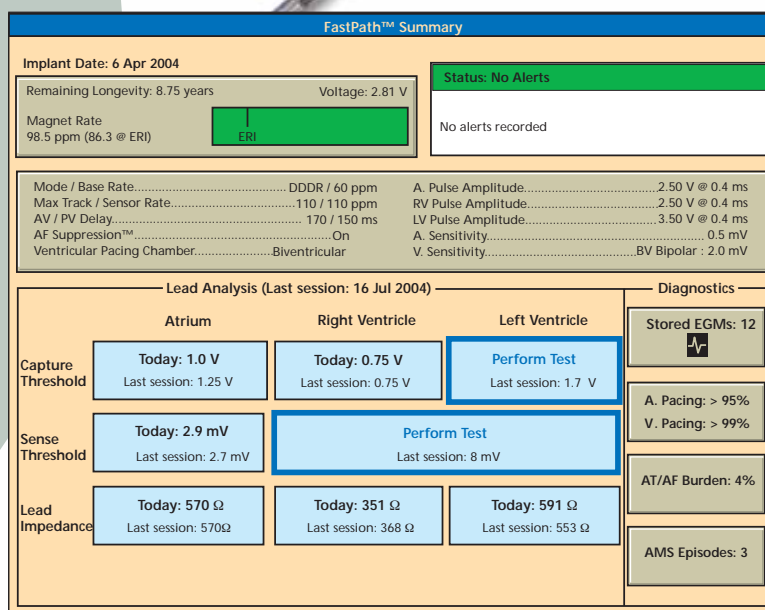 FastPath™ Summary
Implant Date: 6 Apr 2004
Remaining Longevity: 8.75 years Voltage: 2.81 V
Magnet Rate
98.5 ppm (86.3 @ ERI) ERI
Status: No Alerts
No alerts recorded
Mode / Base Rate....................................... DDDR / 60 ppm
Max Track / Sensor Rate................................110 / 110 ppm
AV / PV Delay................................................. 170 / 150 ms
AF Suppression™...................................................On
Ventricular Pacing Chamber....................Biventricular
A. Pulse Amplitude..................................2.50 V @ 0.4 ms
RV Pulse Amplitude.................................2.50 V @ 0.4 ms
LV Pulse Amplitude..................................3.50 V @ 0.4 ms
A. Sensitivity......................................................... 0.5 mV
V. Sensitivity.......................................BV Bipolar : 2.0 mV
Lead Analysis (Last session: 16 Jul 2004)
Atrium Right Ventricle Left Ventricle
Capture Threshold
Today: 1.0 V
Last session: 1.25 V
Today: 0.75 V
Last session: 0.75 V
Perform Test
Last session: 1.7 V
Sense Threshold
Today: 2.9 mV
Last session: 2.7 mV
Perform Test
Last session: 8 mV
Lead Impedance
Today: 570 Ω
Last session: 570Ω
Today: 351 Ω
Last session: 368 Ω
Today: 591 Ω
Last session: 553 Ω
Diagnostics
Stored EGMs: 12
A. Pacing: > 95%
V. Pacing: > 99%
AT/AF Burden: 4%
AMS Episodes: 3